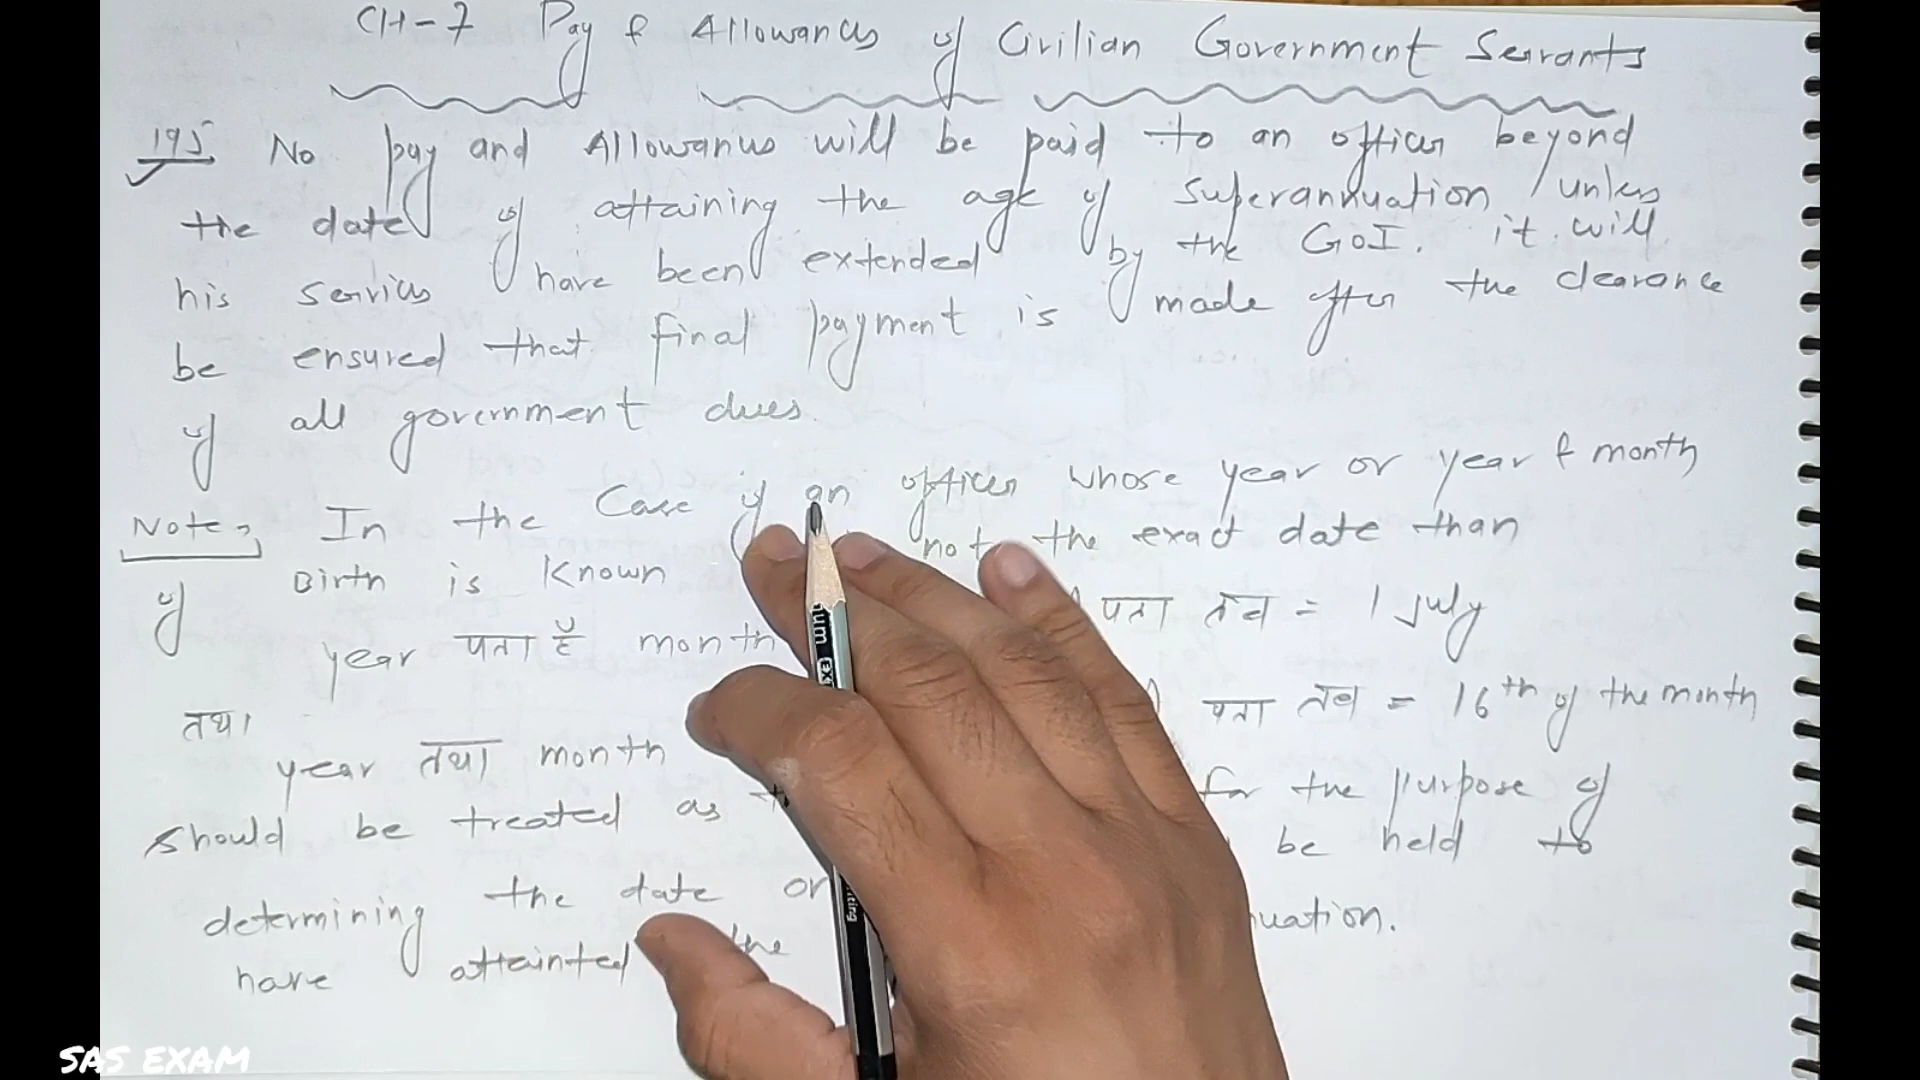 CH-7 Pay & Allowances of Civilian Government Servants
195 No pay and Allowances will be paid to an officer beyond
the date of attaining the age of superannuation, unless
his services have been extended by the GOI. it will
be ensured that final payment is made after the clearance
of all government dues.
Note, In the case of an officer whose year or year & month
of Birth is known not the exact date than
year पता है month पता तब = 1 July
तथा
year तथा month पता तब = 16th of the month
should be treated as for the purpose of
determining the date or be held to
have attainted the
SAS EXAM